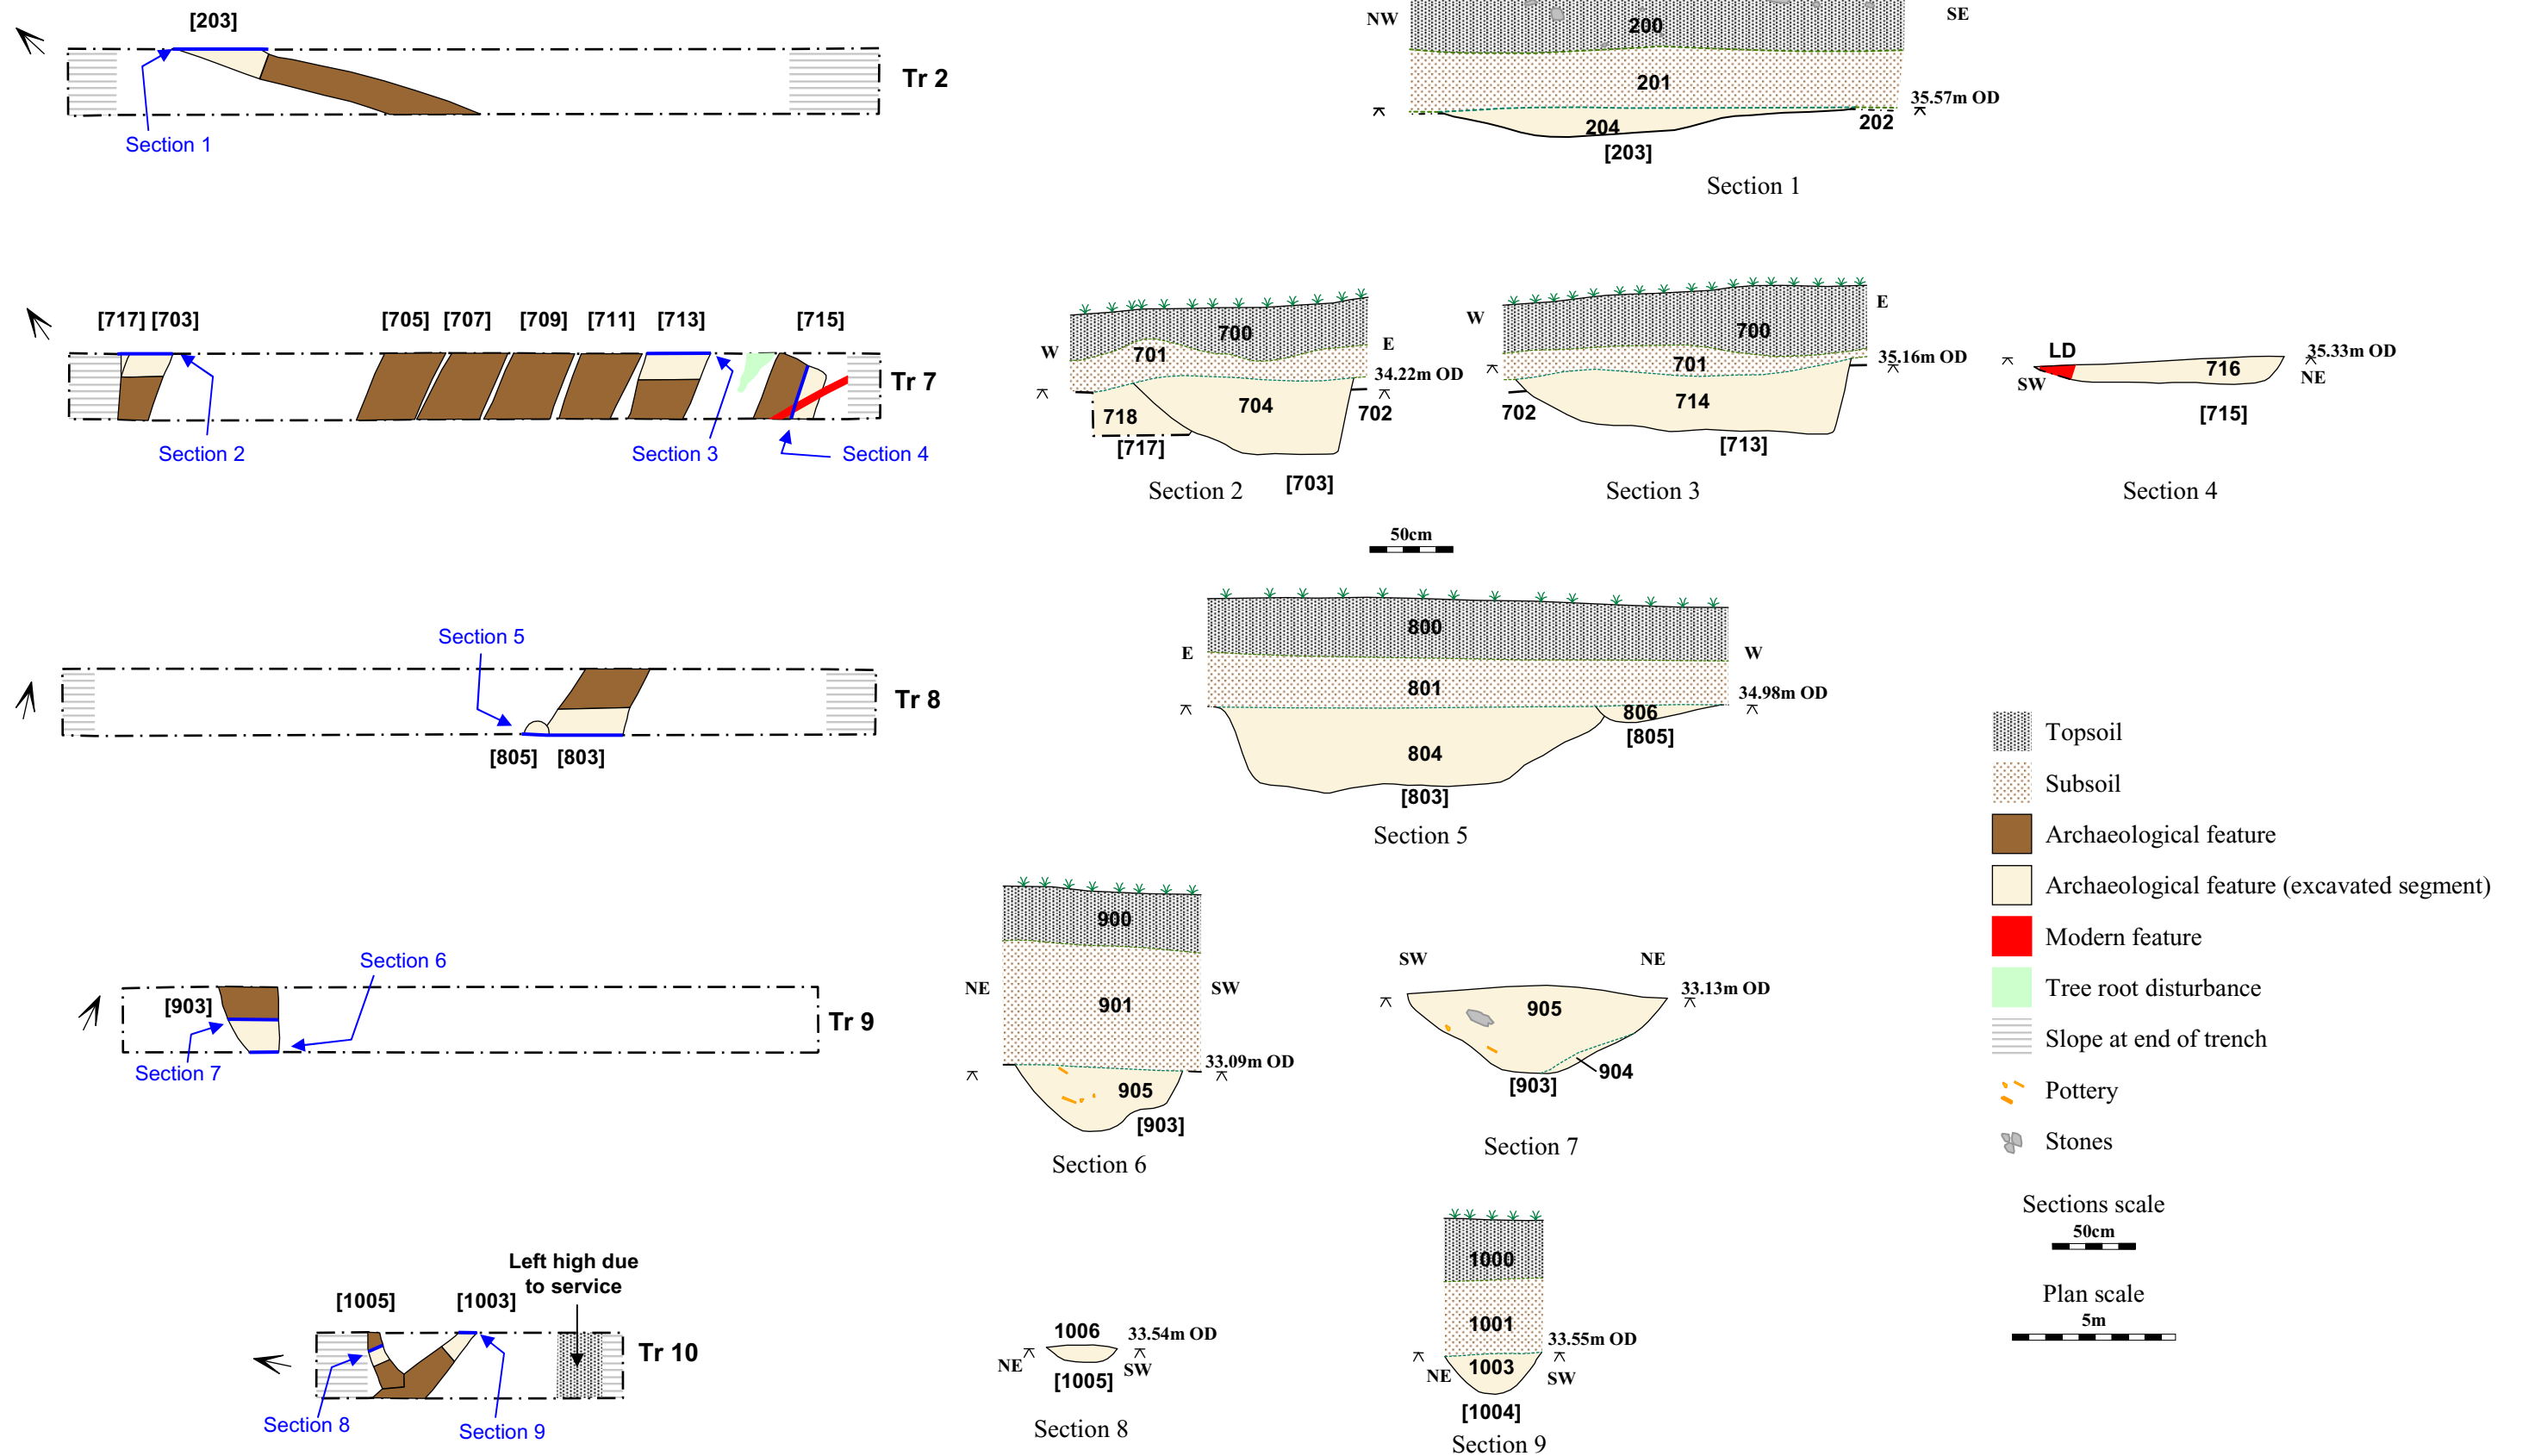 [203]
Tr 2
Section 1
NW
SE
200
201
35.57m OD
204
202
[203]
Section 1
[717] [703]
[705] [707] [709] [711] [713]
[715]
Tr 7
Section 2
Section 3
Section 4
W
700
701
E
34.22m OD
718
704
702
[717]
[703]
Section 2
W
E
700
701
35.16m OD
702
714
[713]
Section 3
LD
35.33m OD
SW
716
NE
[715]
Section 4
50cm
Section 5
Tr 8
[805] [803]
800
E
W
801
34.98m OD
806
[805]
804
[803]
Section 5
Section 6
[903]
Tr 9
Section 7
900
NE
SW
901
33.09m OD
905
[903]
Section 6
SW
NE
33.13m OD
905
904
[903]
Section 7
Left high due
to service
[1005]
[1003]
Tr 10
Section 8
Section 9
1006
33.54m OD
NE
SW
[1005]
Section 8
1000
1001
33.55m OD
NE
1003
SW
[1004]
Section 9
Topsoil
Subsoil
Archaeological feature
Archaeological feature (excavated segment)
Modern feature
Tree root disturbance
Slope at end of trench
Pottery
Stones
Sections scale
50cm
Plan scale
5m